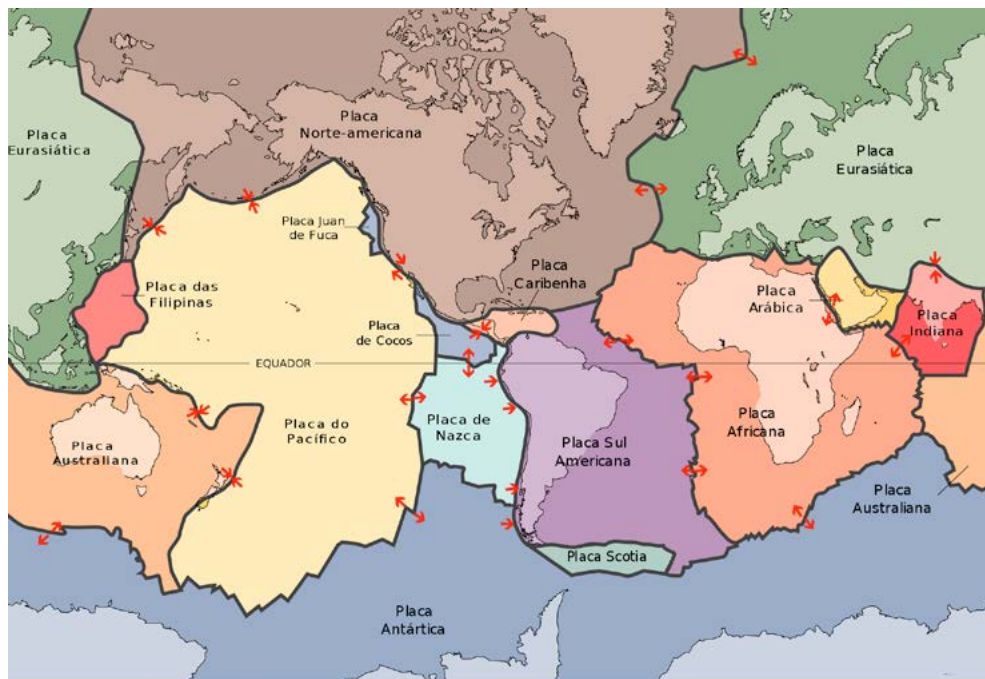 Placa
Norte-americana
Placa
Eurasiática
Placa
Eurasiática
Placa Juan
de Fuca
Placa
Caribenha
Placa das
Filipinas
Placa
Arábica
Placa
Indiana
Placa
de Cocos
EQUADOR
Placa de
Nazca
Placa
Africana
Placa do
Pacífico
Placa Sul
Americana
Placa
Australiana
Placa
Australiana
Placa Scotia
Placa
Antártica